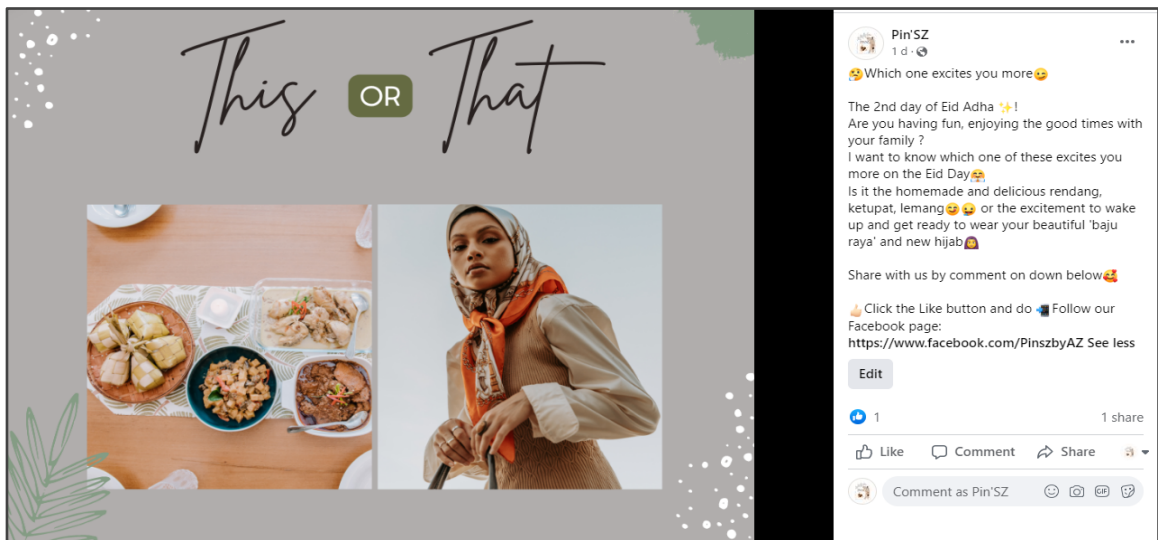 This OR That
Pin'SZ
1 d ·
🤔Which one excites you more😜
The 2nd day of Eid Adha ✨!
Are you having fun, enjoying the good times with
your family ?
I want to know which one of these excites you
more on the Eid Day🤗
Is it the homemade and delicious rendang,
ketupat, lemang😋😛 or the excitement to wake
up and get ready to wear your beautiful 'baju
raya' and new hijab🧕
Share with us by comment on down below🥰
👍🏻Click the Like button and do 📲Follow our
Facebook page:
https://www.facebook.com/PinszbyAZ See less
Edit
1
1 share
Like Comment Share
Comment as Pin'SZ GIF